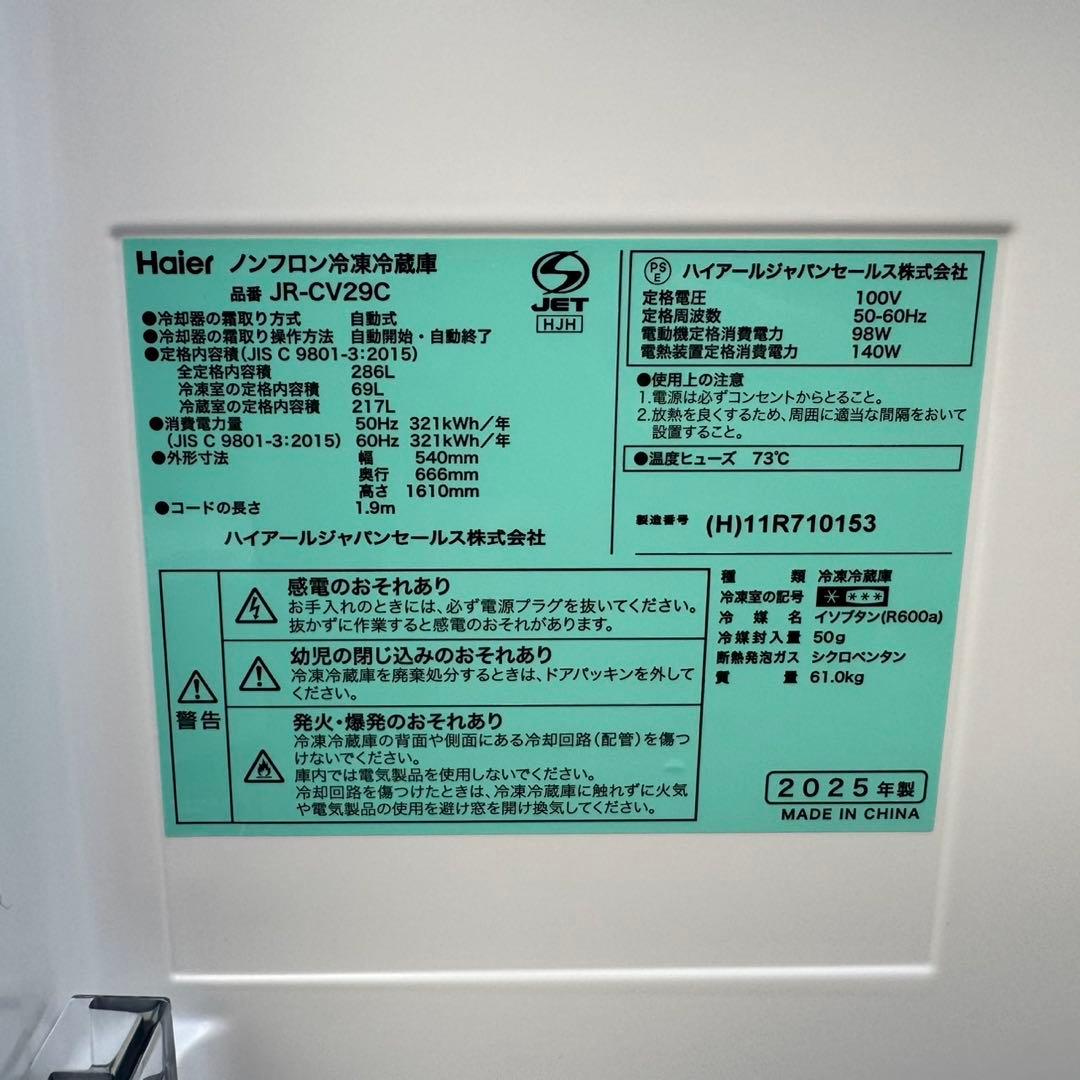 Haier ノンフロン冷凍冷蔵庫
品番 JR-CV29C
●冷却器の霜取り方式 自動式
●冷却器の霜取り操作方法 自動開始・自動終了
●定格内容積(JIS C 9801-3:2015)
全定格内容積 286L
冷凍室の定格内容積 69L
冷蔵室の定格内容積 217L
●消費電力量 50Hz 321kWh/年
(JIS C 9801-3:2015) 60Hz 321kWh/年
●外形寸法 幅 540mm
奥行 666mm
高さ 1610mm
●コードの長さ 1.9m
ハイアールジャパンセールス株式会社
S
JET
HJH
PS
E
ハイアールジャパンセールス株式会社
定格電圧 100V
定格周波数 50-60Hz
電動機定格消費電力 98W
電熱装置定格消費電力 140W
●使用上の注意
1.電源は必ずコンセントからとること。
2.放熱を良くするため、周囲に適当な間隔をおいて
設置すること。
●温度ヒューズ 73℃
製造番号 (H)11R710153
警告
感電のおそれあり
お手入れのときには、必ず電源プラグを抜いてください。
抜かずに作業すると感電のおそれがあります。
幼児の閉じ込みのおそれあり
冷凍冷蔵庫を廃棄処分するときは、ドアパッキンを外して
ください。
発火・爆発のおそれあり
冷凍冷蔵庫の背面や側面にある冷却回路(配管)を傷つ
けないでください。
庫内では電気製品を使用しないでください。
冷却回路を傷つけたときは、冷凍冷蔵庫に触れずに火気
や電気製品の使用を避け窓を開け換気してください。
種類 冷凍冷蔵庫
冷凍室の記号 * ***
冷媒名 イソブタン(R600a)
冷媒封入量 50g
断熱発泡ガス シクロペンタン
質量 61.0kg
2025年製
MADE IN CHINA